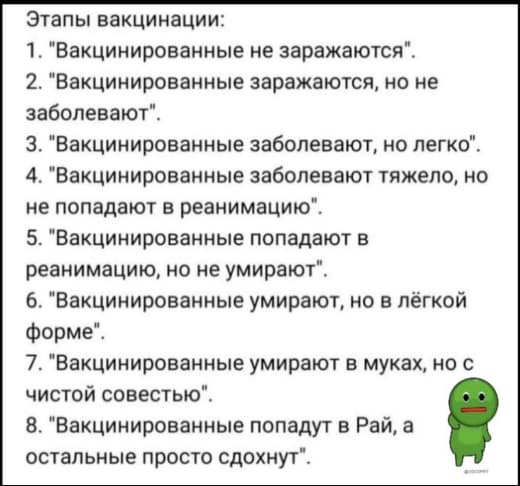 Этапы вакцинации:
1. "Вакцинированные не заражаются".
2. "Вакцинированные заражаются, но не
заболевают".
3. "Вакцинированные заболевают, но легко".
4. "Вакцинированные заболевают тяжело, но
не попадают в реанимацию".
5. "Вакцинированные попадают в
реанимацию, но не умирают".
6. "Вакцинированные умирают, но в лёгкой
форме".
7. "Вакцинированные умирают в муках, но с
чистой совестью".
8. "Вакцинированные попадут в Рай, а
остальные просто сдохнут".